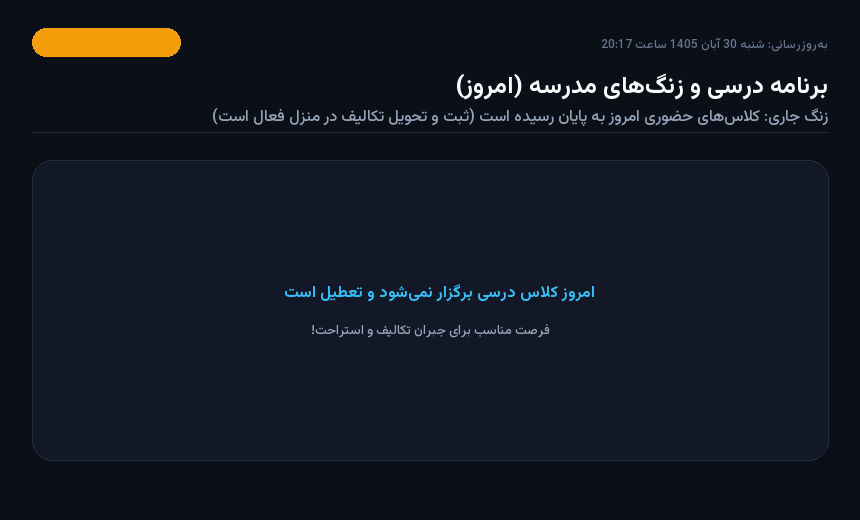 به‌روزرسانی: شنبه 30 آبان 1405 ساعت 20:17
برنامه درسی و زنگ‌های مدرسه (امروز)
زنگ جاری: کلاس‌های حضوری امروز به پایان رسیده است (ثبت و تحویل تکالیف در منزل فعال است)
امروز کلاس درسی برگزار نمی‌شود و تعطیل است
فرصت مناسب برای جبران تکالیف و استراحت!